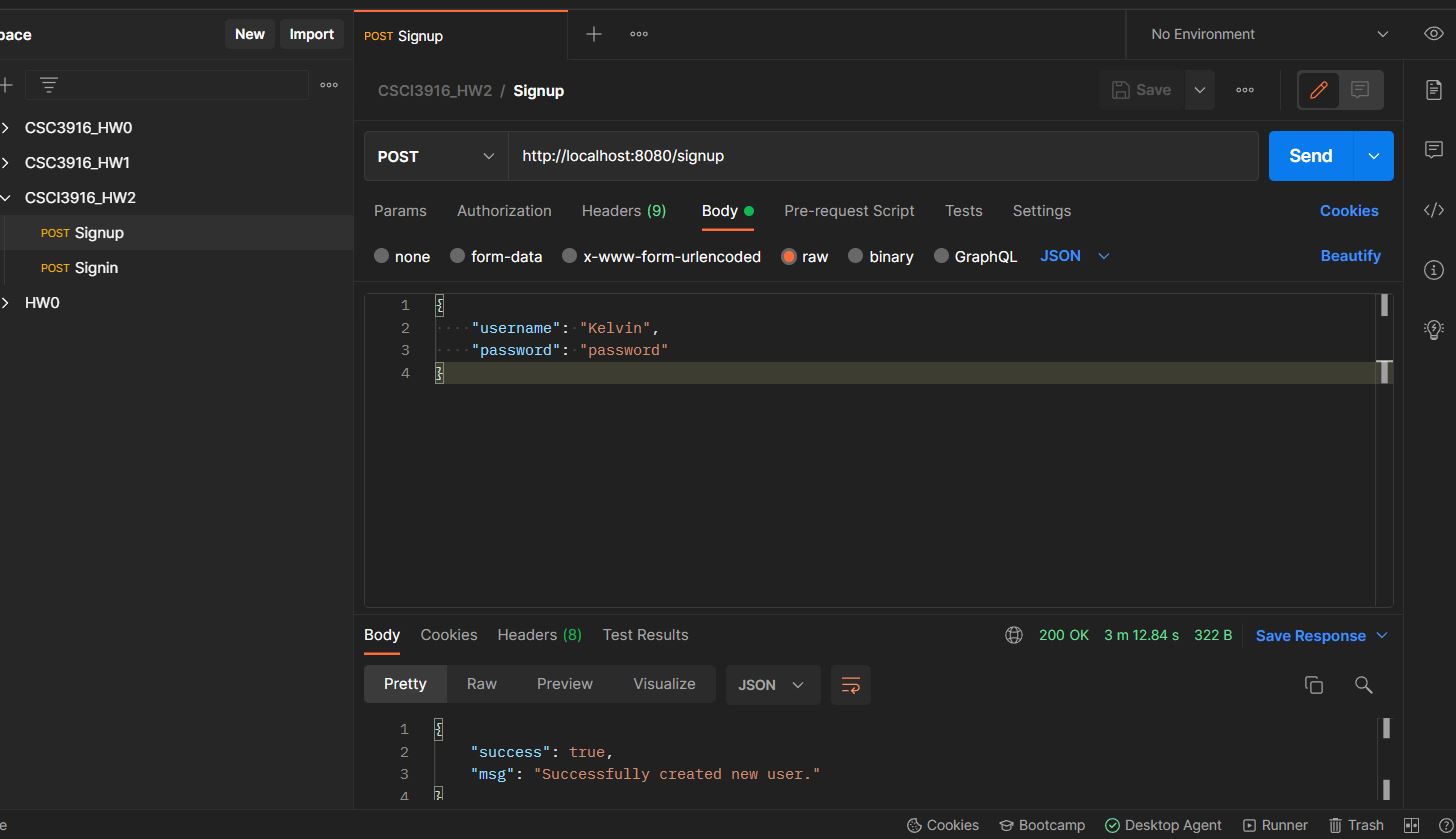 pace
New
Import
POST Signup
No Environment
CSCI3916_HW2 / Signup
Save
CSC3916_HW0
CSC3916_HW1
CSCI3916_HW2
POST Signup
POST Signin
HW0
POST
http://localhost:8080/signup
Send
Params Authorization Headers (9) Body Pre-request Script Tests Settings Cookies
none form-data x-www-form-urlencoded raw binary GraphQL JSON Beautify
1 {
2 "username": "Kelvin",
3 "password": "password"
4 }
Body Cookies Headers (8) Test Results 200 OK 3 m 12.84 s 322 B Save Response
Pretty Raw Preview Visualize JSON
1 {
2 "success": true,
3 "msg": "Successfully created new user."
4 }
e Cookies Bootcamp Desktop Agent Runner Trash